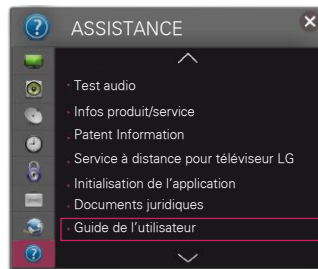 ASSISTANCE
Test audio
Infos produit/service
Patent Information
Service à distance pour téléviseur LG
Initialisation de l'application
Documents juridiques
Guide de l'utilisateur